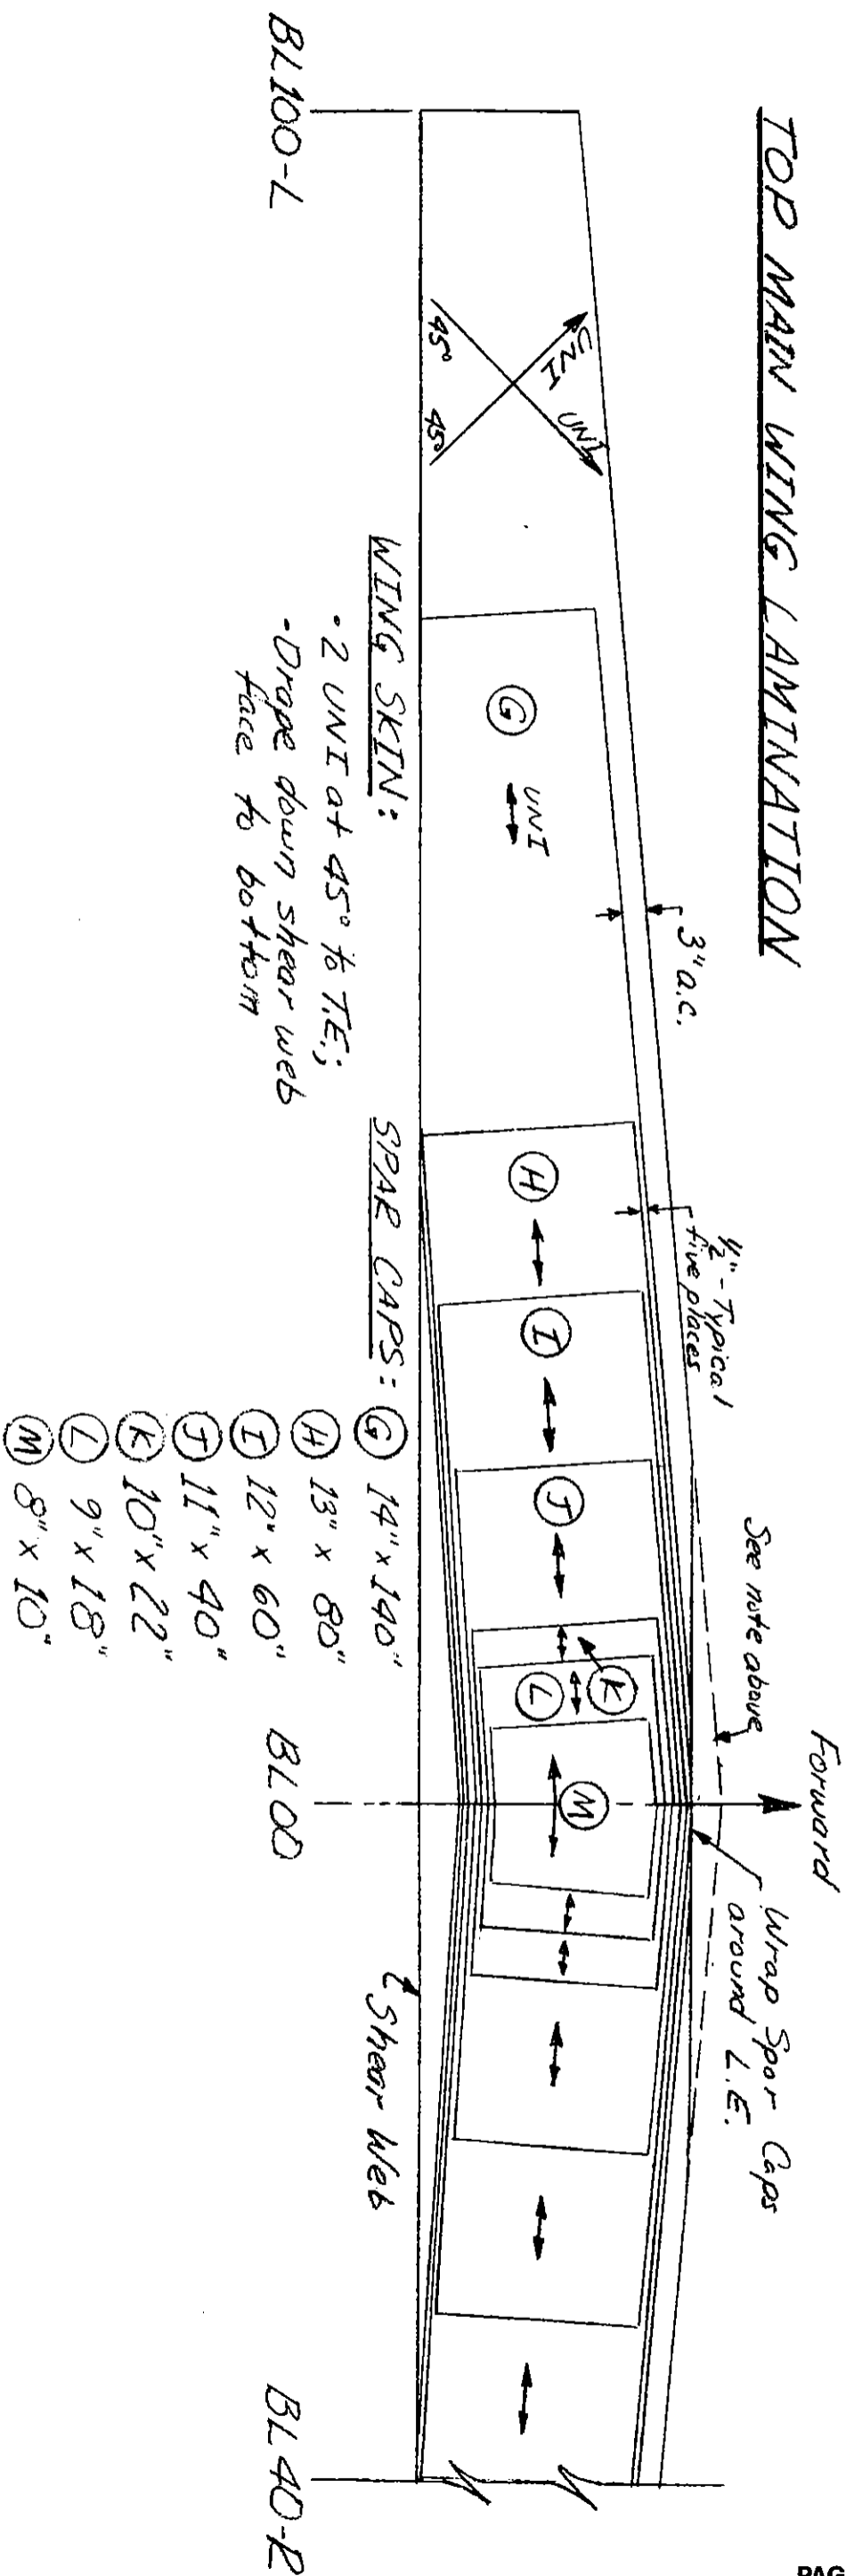 TOP MAIN WING LAMINATION
Forward
See note above
Wrap Spar Caps
around L.E.
3" a.c.
1/2" - Typical
five places
45°
45°
UNI
UNI
G
UNI
H
I
J
K
L
M
Shear Web
BL100-L
BL00
BL40-R
WING SKIN:
• 2 UNI at 45° to T.E.;
- Drape down shear web
face to bottom
SPAR CAPS: G 14" x 140"
H 13" x 80"
I 12" x 60"
J 11" x 40"
K 10" x 22"
L 9" x 18"
M 8" x 10"
PAG